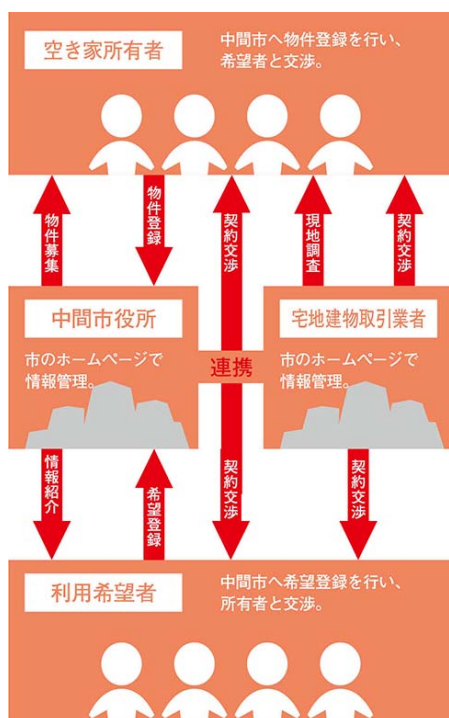 空き家所有者
中間市へ物件登録を行い、
希望者と交渉。
物件募集
物件登録
契約交渉
現地調査
契約交渉
中間市役所
市のホームページで
情報管理。
連携
宅地建物取引業者
市のホームページで
情報管理。
情報紹介
希望登録
契約交渉
契約交渉
利用希望者
中間市へ希望登録を行い、
所有者と交渉。